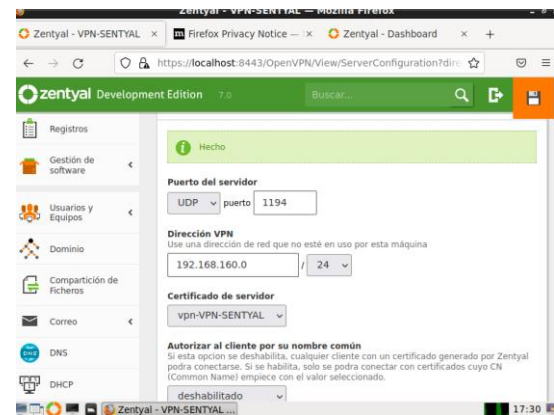 Zentyal - VPN-SENTYAL — Mozilla Firefox
Zentyal - VPN-SENTYAL × Firefox Privacy Notice — × Zentyal - Dashboard × +
https://localhost:8443/OpenVPN/View/ServerConfiguration?dire
zentyal Development Edition 7.0 Buscar...
Registros
Gestión de
software
Usuarios y
Equipos
Dominio
Compartición de
Ficheros
Correo
DNS
DHCP
Hecho
Puerto del servidor
UDP puerto 1194
Dirección VPN
Use una dirección de red que no esté en uso por esta máquina
192.168.160.0 / 24
Certificado de servidor
vpn-VPN-SENTYAL
Autorizar al cliente por su nombre común
Si esta opcion se deshabilita, cualquier cliente con un certificado generado por Zentyal
podra conectarse. Si se habilita, solo se podra conectar con certificados cuyo CN
(Common Name) empiece con el valor seleccionado.
deshabilitado
Zentyal - VPN-SENTYAL ... 17:30